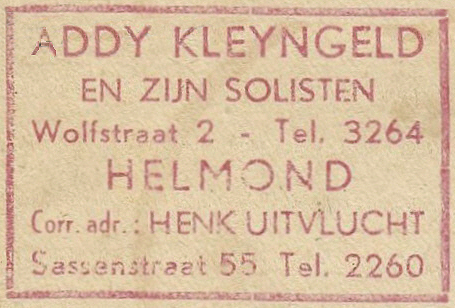 ADDY KLEYNGELD
EN ZIJN SOLISTEN
Wolfstraat 2 - Tel. 3264
HELMOND
Corr. adr.: HENK UITVLUCHT
Sassenstraat 55 Tel. 2260